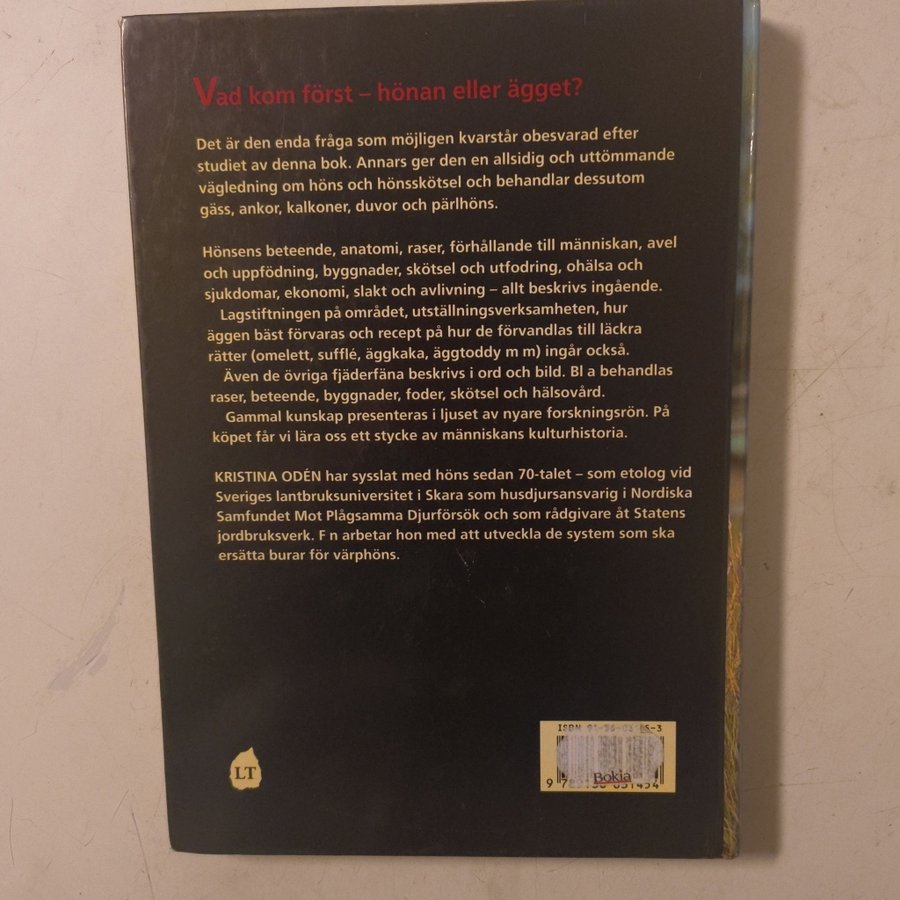 Vad kom först – hönan eller ägget?
Det är den enda fråga som möjligen kvarstår obesvarad efter
studiet av denna bok. Annars ger den en allsidig och uttömmande
vägledning om höns och hönsskötsel och behandlar dessutom
gäss, ankor, kalkoner, duvor och pärlhöns.
Hönsens beteende, anatomi, raser, förhållande till människan, avel
och uppfödning, byggnader, skötsel och utfodring, ohälsa och
sjukdomar, ekonomi, slakt och avlivning – allt beskrivs ingående.
Lagstiftningen på området, utställningsverksamheten, hur
äggen bäst förvaras och recept på hur de förvandlas till läckra
rätter (omelett, sufflé, äggkaka, äggtoddy m m) ingår också.
Även de övriga fjäderfäna beskrivs i ord och bild. Bl a behandlas
raser, beteende, byggnader, foder, skötsel och hälsovård.
Gammal kunskap presenteras i ljuset av nyare forskningsrön. På
köpet får vi lära oss ett stycke av människans kulturhistoria.
KRISTINA ODÉN har sysslat med höns sedan 70-talet – som etolog vid
Sveriges lantbruksuniversitet i Skara som husdjursansvarig i Nordiska
Samfundet Mot Plågsamma Djurförsök och som rådgivare åt Statens
jordbruksverk. F n arbetar hon med att utveckla de system som ska
ersätta burar för värphöns.
ISBN
Bokia
LT